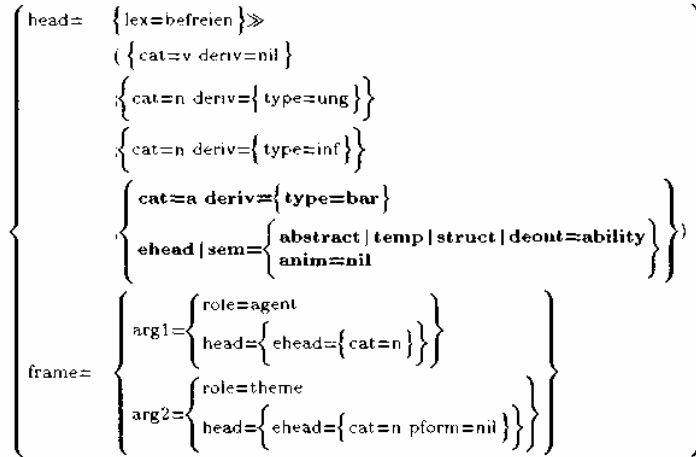 head= {lex=befreien}≫
( {cat=v deriv=nil}
;{cat=n deriv={type=ung}}
;{cat=n deriv={type=inf}}
;{cat=a deriv={type=bar}
ehead|sem={abstract|temp|struct|deont=ability
anim=nil}})
frame= {arg1={role=agent
head={ehead={cat=n}}}
arg2={role=theme
head={ehead={cat=n pform=nil}}}}